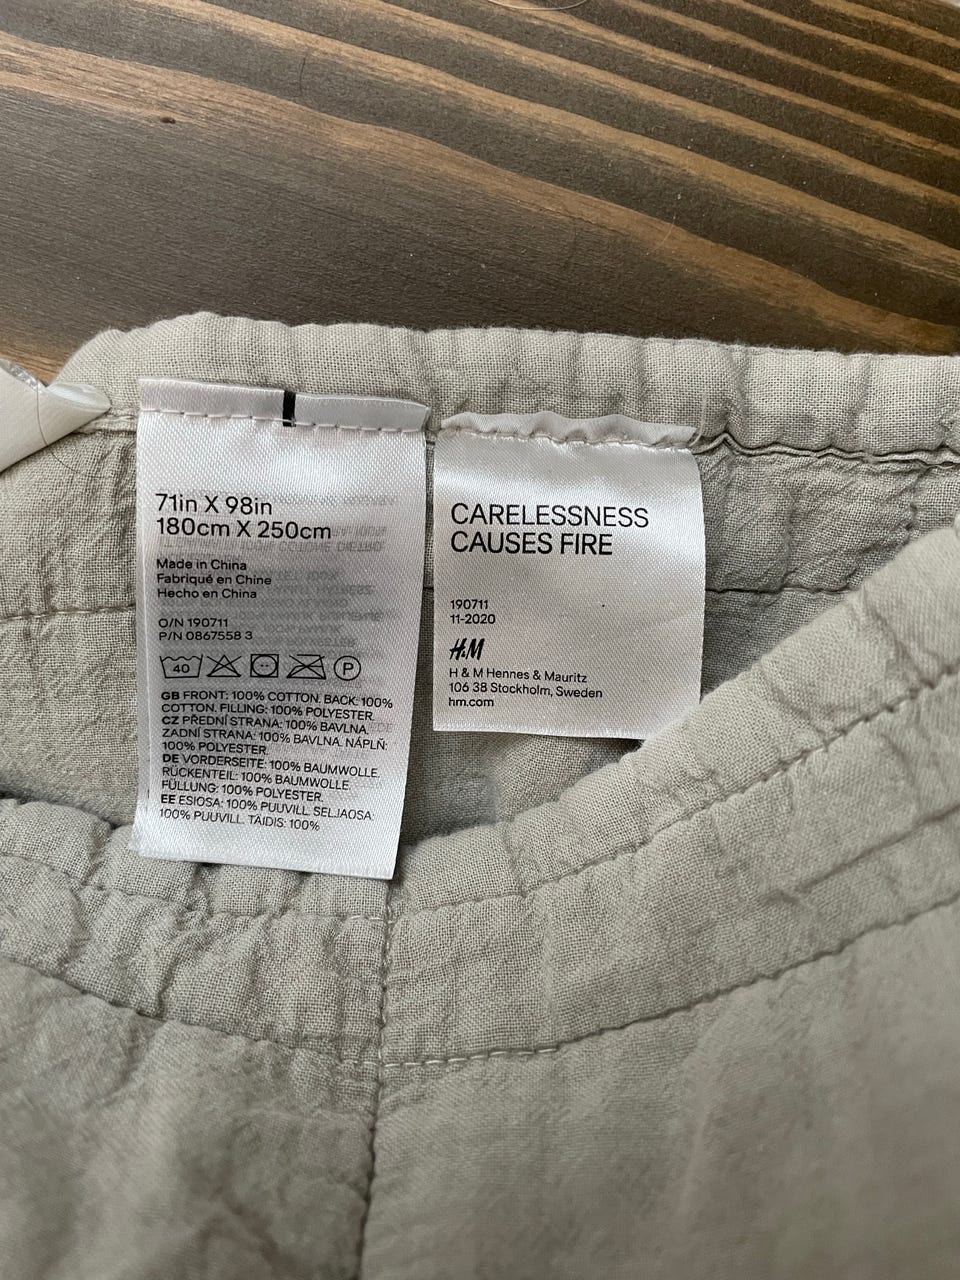 71in X 98in
180cm X 250cm
Made in China
Fabriqué en Chine
Hecho en China
O/N 190711
P/N 0867558 3
40
P
GB FRONT: 100% COTTON. BACK: 100%
COTTON. FILLING: 100% POLYESTER.
CZ PŘEDNÍ STRANA: 100% BAVLNA.
ZADNÍ STRANA: 100% BAVLNA. NÁPLŇ:
100% POLYESTER.
DE VORDERSEITE: 100% BAUMWOLLE.
RÜCKENTEIL: 100% BAUMWOLLE.
FÜLLUNG: 100% POLYESTER.
EE ESIOSA: 100% PUUVILL. SELJAOSA:
100% PUUVILL. TÄIDIS: 100%
CARELESSNESS
CAUSES FIRE
190711
11-2020
H&M
H & M Hennes & Mauritz
106 38 Stockholm, Sweden
hm.com